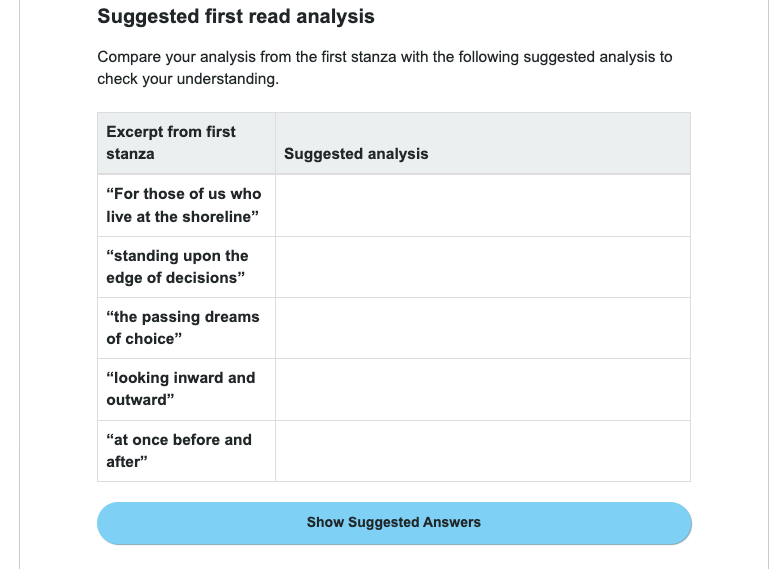 Suggested first read analysis
Compare your analysis from the first stanza with the following suggested analysis to
check your understanding.
Excerpt from first
stanza
Suggested analysis
“For those of us who
live at the shoreline”
“standing upon the
edge of decisions”
“the passing dreams
of choice”
“looking inward and
outward”
“at once before and
after”
Show Suggested Answers